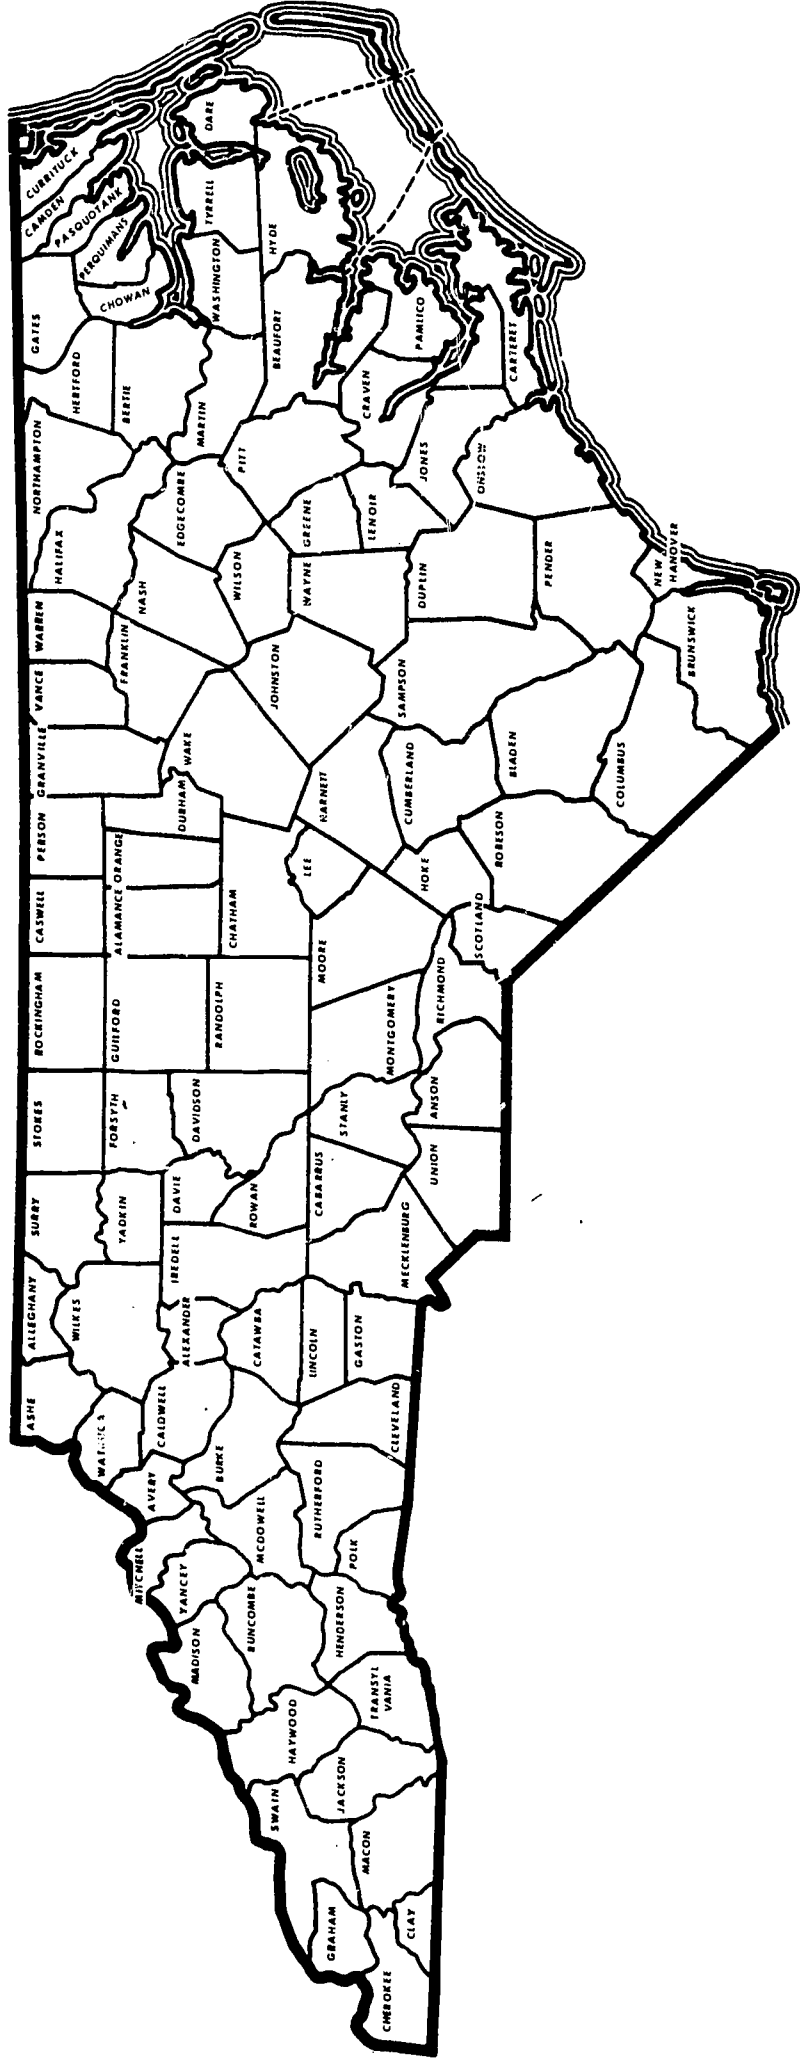 CHEROKEE
GRAHAM
CLAY
MACON
SWAIN
JACKSON
HAYWOOD
TRANSYL
VANIA
MADISON
BUNCOMBE
HENDERSON
YANCEY
MITCHELL
POLK
MCDOWELL
RUTHERFORD
AVERY
BURKE
CLEVELAND
ASHE
CALDWELL
ALLEGHANY
WILKES
ALEXANDER
CATAWBA
LINCOLN
GASTON
SURRY
YADKIN
IREDELL
MECKLENBURG
DAVIE
ROWAN
CABARRUS
UNION
STOKES
FORSYTH
DAVIDSON
STANLY
ANSON
ROCKINGHAM
GUILFORD
RANDOLPH
MONTGOMERY
RICHMOND
CASWELL
ALAMANCE
CHATHAM
MOORE
SCOTLAND
PERSON
ORANGE
DURHAM
LEE
HOKE
ROBESON
GRANVILLE
WAKE
HARNETT
CUMBERLAND
BLADEN
COLUMBUS
VANCE
FRANKLIN
JOHNSTON
SAMPSON
BRUNSWICK
WARREN
NASH
WILSON
WAYNE
DUPLIN
PENDER
NEW
HANOVER
HALIFAX
EDGECOMBE
GREENE
LENOIR
JONES
ONSLOW
NORTHAMPTON
PITT
CRAVEN
HERTFORD
BERTIE
MARTIN
BEAUFORT
PAMLICO
CARTERET
GATES
CHOWAN
WASHINGTON
HYDE
PERQUIMANS
PASQUOTANK
CAMDEN
CURRITUCK
TYRRELL
DARE